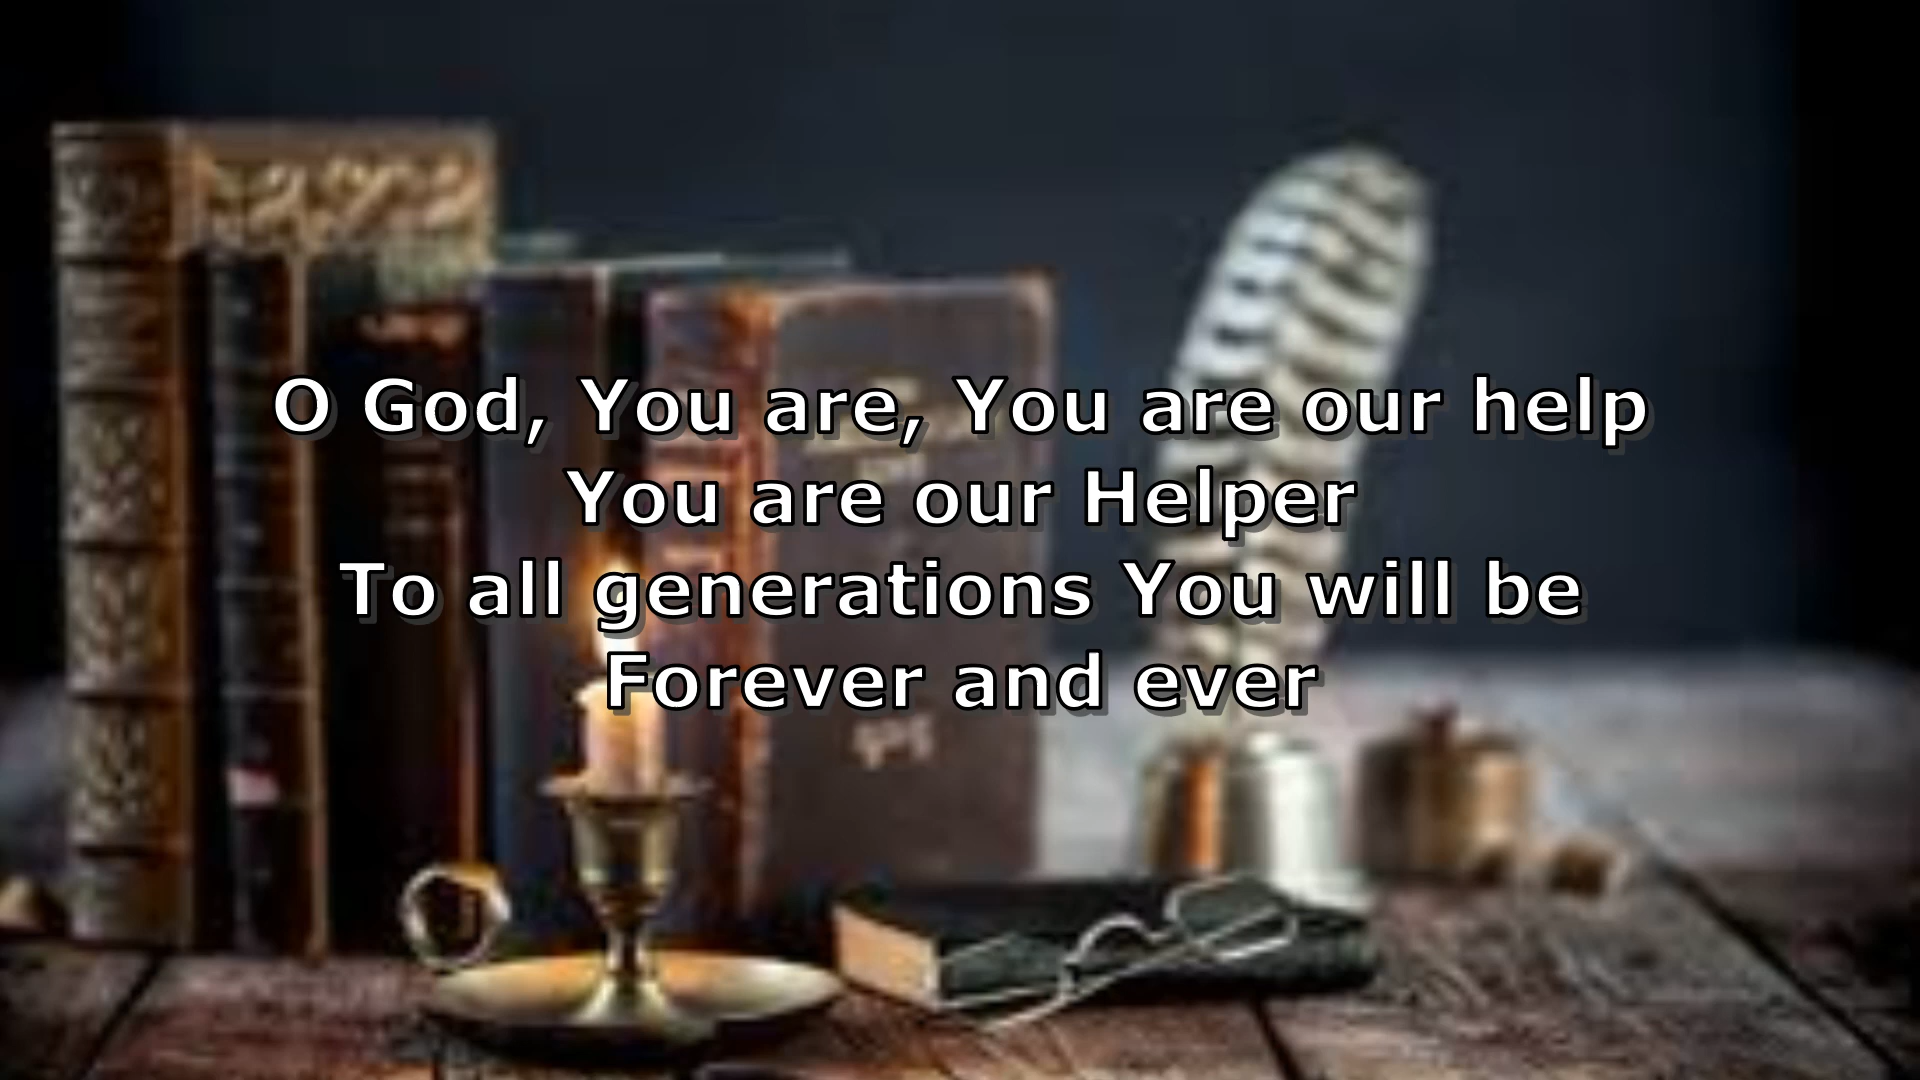 O God, You are, You are our help
You are our Helper
To all generations You will be
Forever and ever